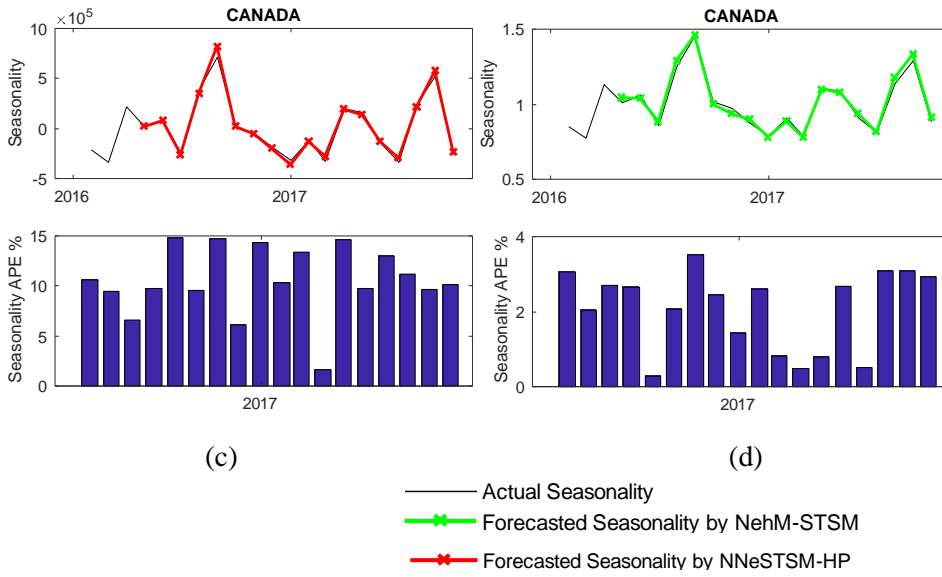 CANADA
×10⁵
10
5
0
-5
Seasonality
2016
2017
15
10
5
0
Seasonality APE %
2017
(c)
CANADA
1.5
1
0.5
Seasonality
2016
2017
4
2
0
Seasonality APE %
2017
(d)
Actual Seasonality
Forecasted Seasonality by NehM-STSM
Forecasted Seasonality by NNeSTSM-HP